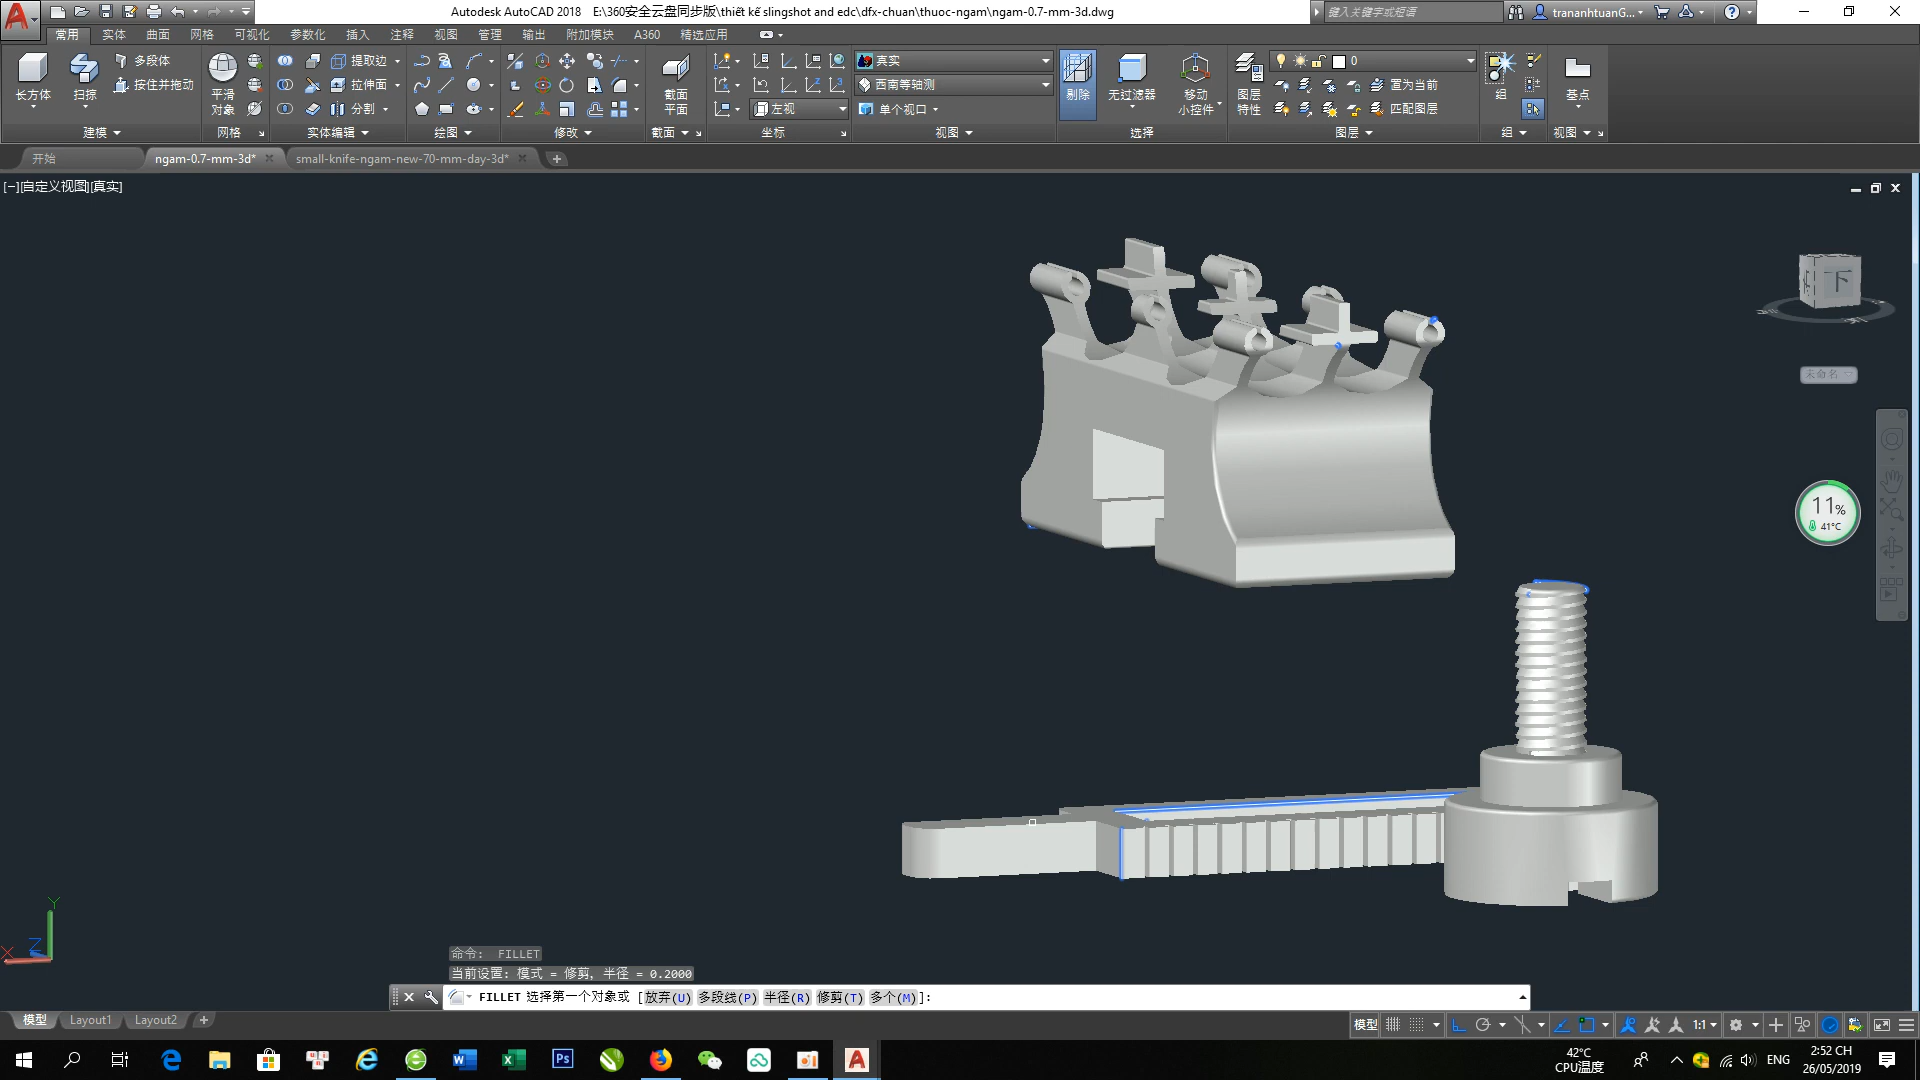 Autodesk AutoCAD 2018 E:\360安全云盘同步版\thiết kế slingshot and edc\dfx-chuan\thuoc-ngam\ngam-0.7-mm-3d.dwg
键入关键字或短语
trananhtuanG...
常用 实体 曲面 网格 可视化 参数化 插入 注释 视图 管理 输出 附加模块 A360 精选应用
长方体
扫掠
多段体
按住并拖动
平滑
对象
提取边
拉伸面
分割
截面
平面
左视
真实
西南等轴测
单个视口
剔除
无过滤器
移动
小控件
图层
特性
0
置为当前
匹配图层
组
基点
建模 网格 实体编辑 绘图 修改 截面 坐标 视图 选择 图层 组 视图
开始 ngam-0.7-mm-3d* small-knife-ngam-new-70-mm-day-3d*
[−][自定义视图][真实]
下
未命名
11%
41°C
Y
Z
X
命令: FILLET
当前设置: 模式 = 修剪, 半径 = 0.2000
FILLET 选择第一个对象或 [放弃(U) 多段线(P) 半径(R) 修剪(T) 多个(M)]:
模型 Layout1 Layout2
模型
1:1
42°C
CPU温度
ENG
2:52 CH
26/05/2019